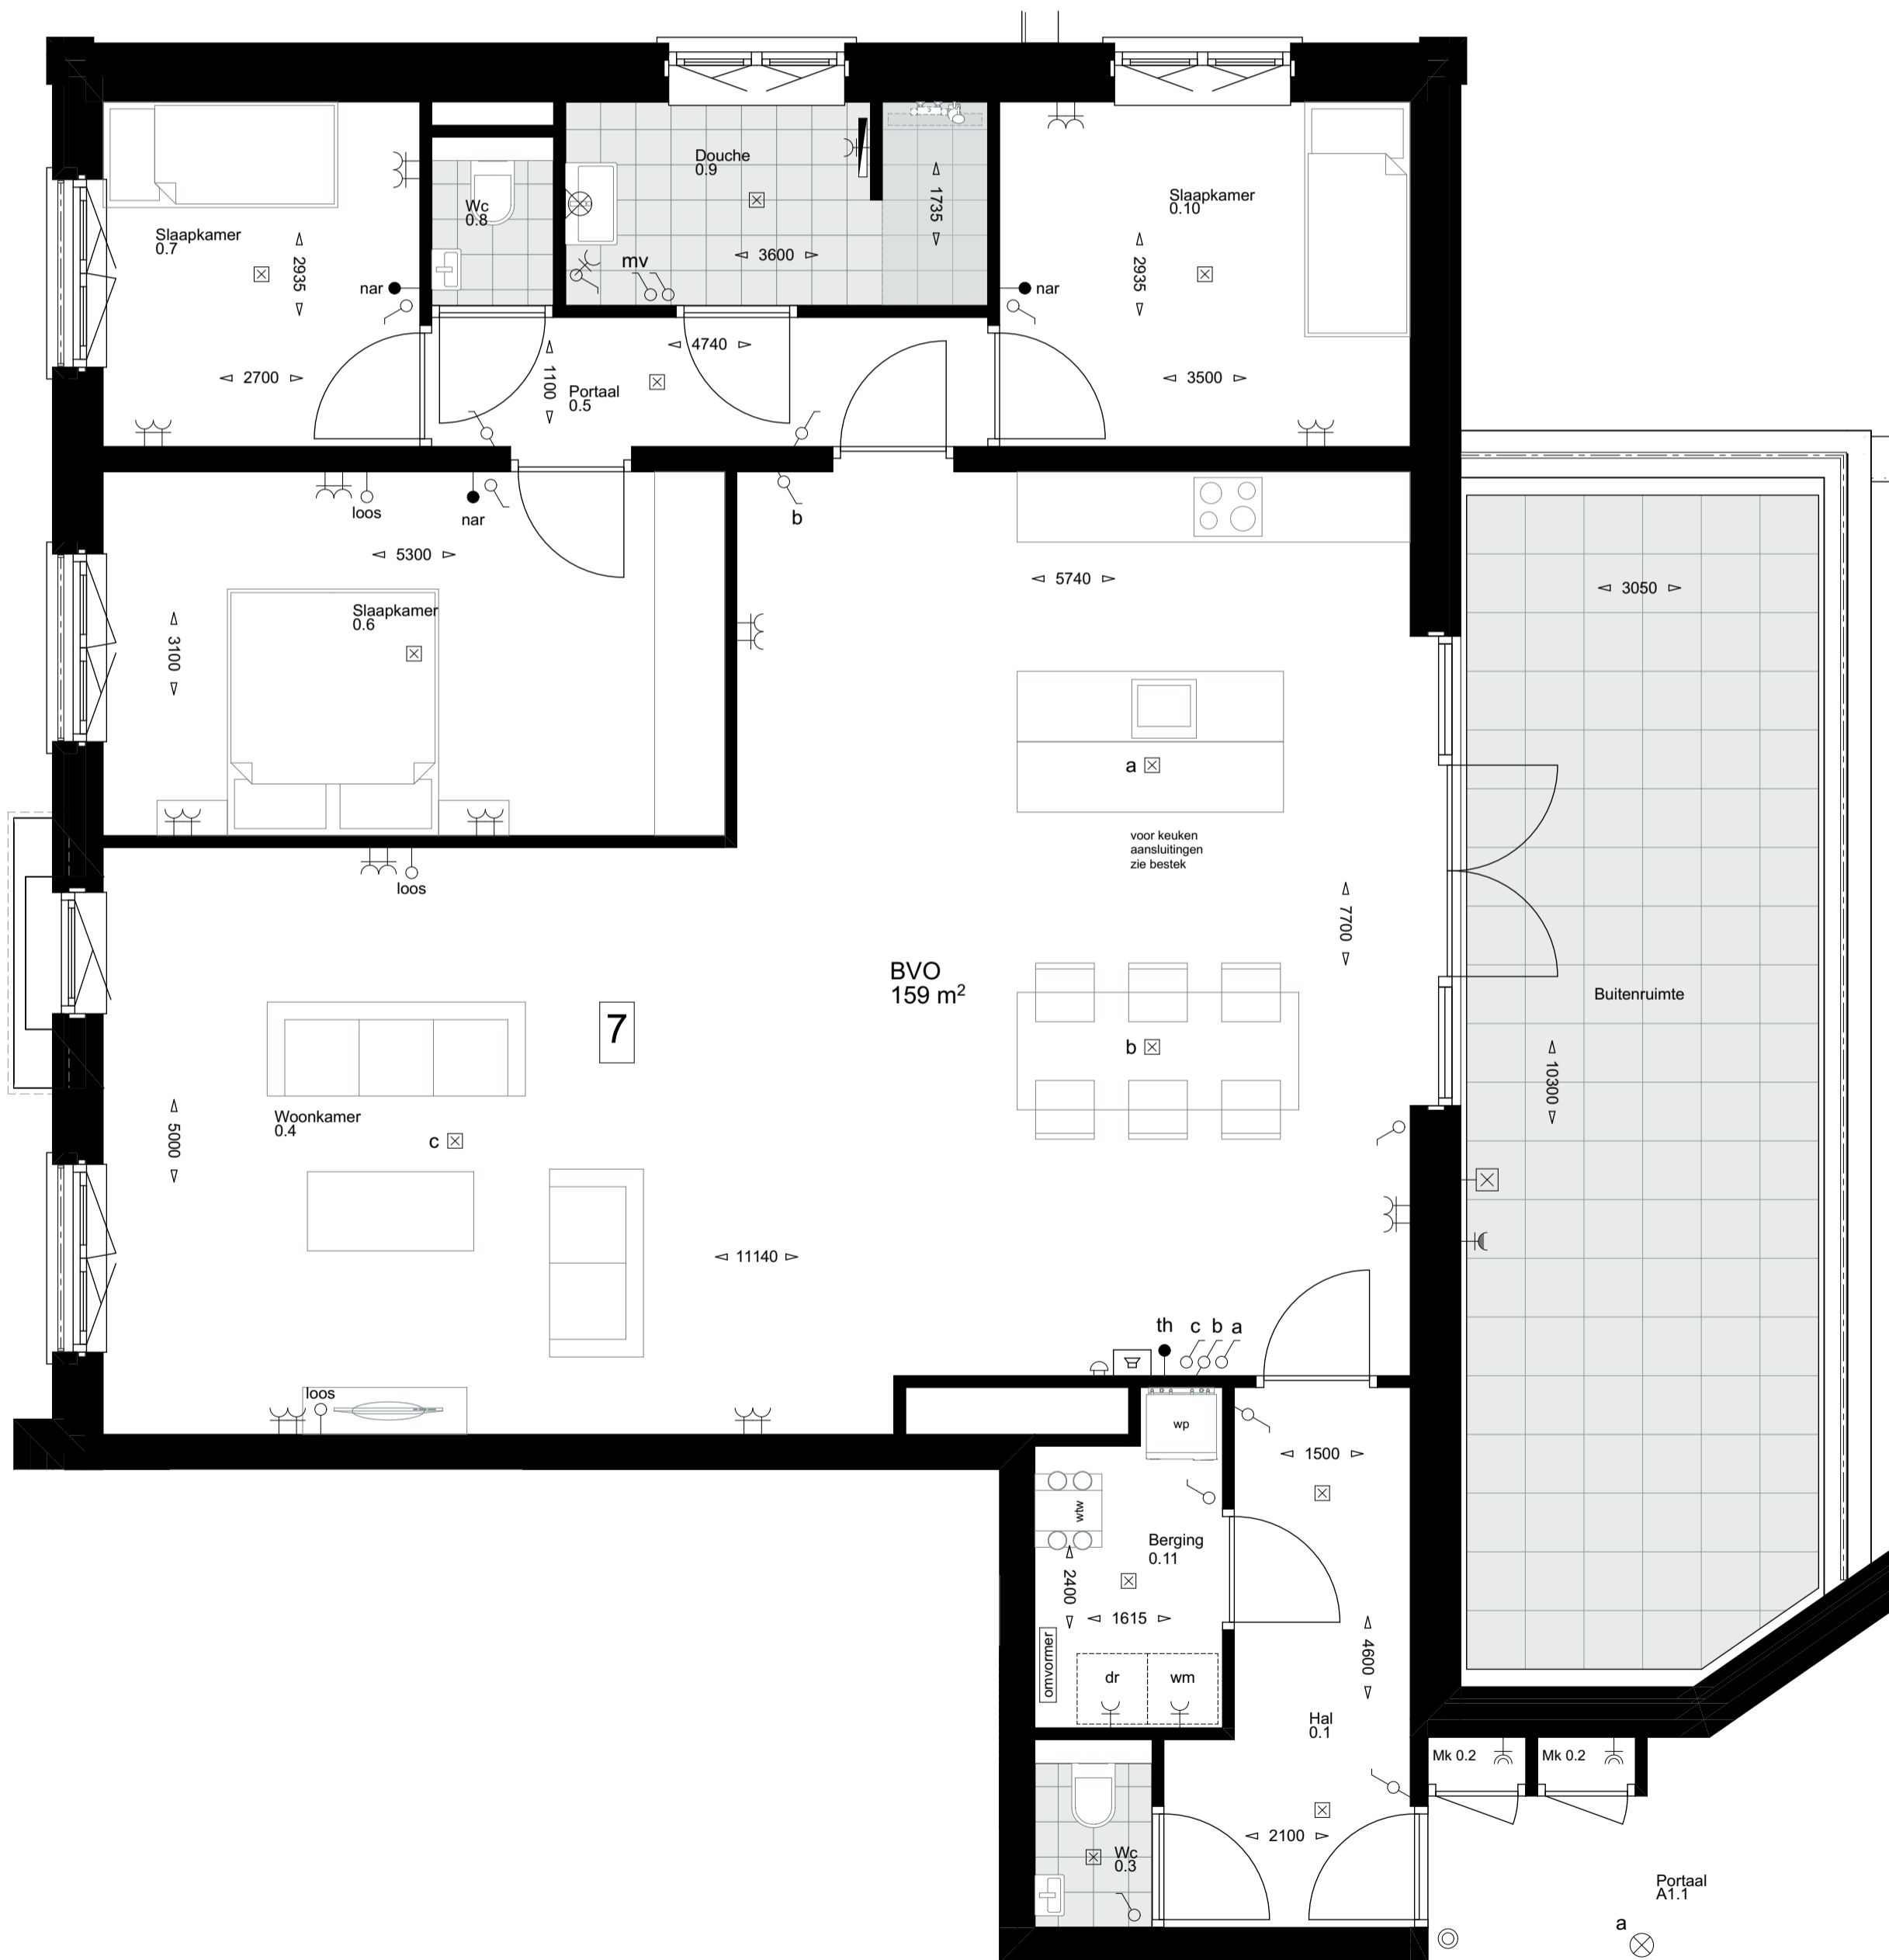 Slaapkamer
0.7
2935
nar
2700
Wc
0.8
Douche
0.9
mv
3600
1735
Slaapkamer
0.10
2935
nar
3500
4740
1100
Portaal
0.5
loos
nar
5300
Slaapkamer
0.6
3100
b
5740
3050
a
voor keuken
aansluitingen
zie bestek
loos
7700
BVO
159 m²
7
b
Buitenruimte
10300
Woonkamer
0.4
c
5000
11140
th
c
b
a
loos
wp
1500
wtw
Berging
0.11
2400
1615
omvormer
dr
wm
4600
Hal
0.1
Mk 0.2
Mk 0.2
2100
Wc
0.3
Portaal
A1.1
a